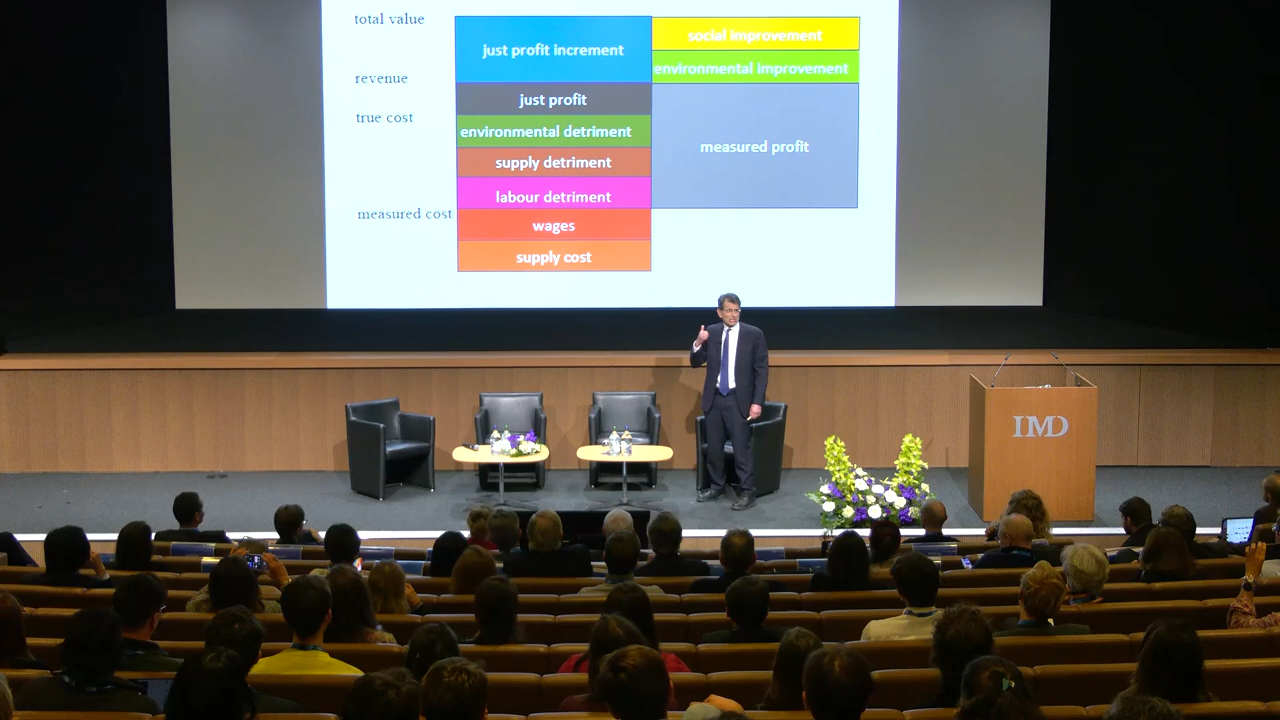 total value
just profit increment
social improvement
environmental improvement
revenue
just profit
true cost
environmental detriment
measured profit
supply detriment
labour detriment
measured cost
wages
supply cost
IMD